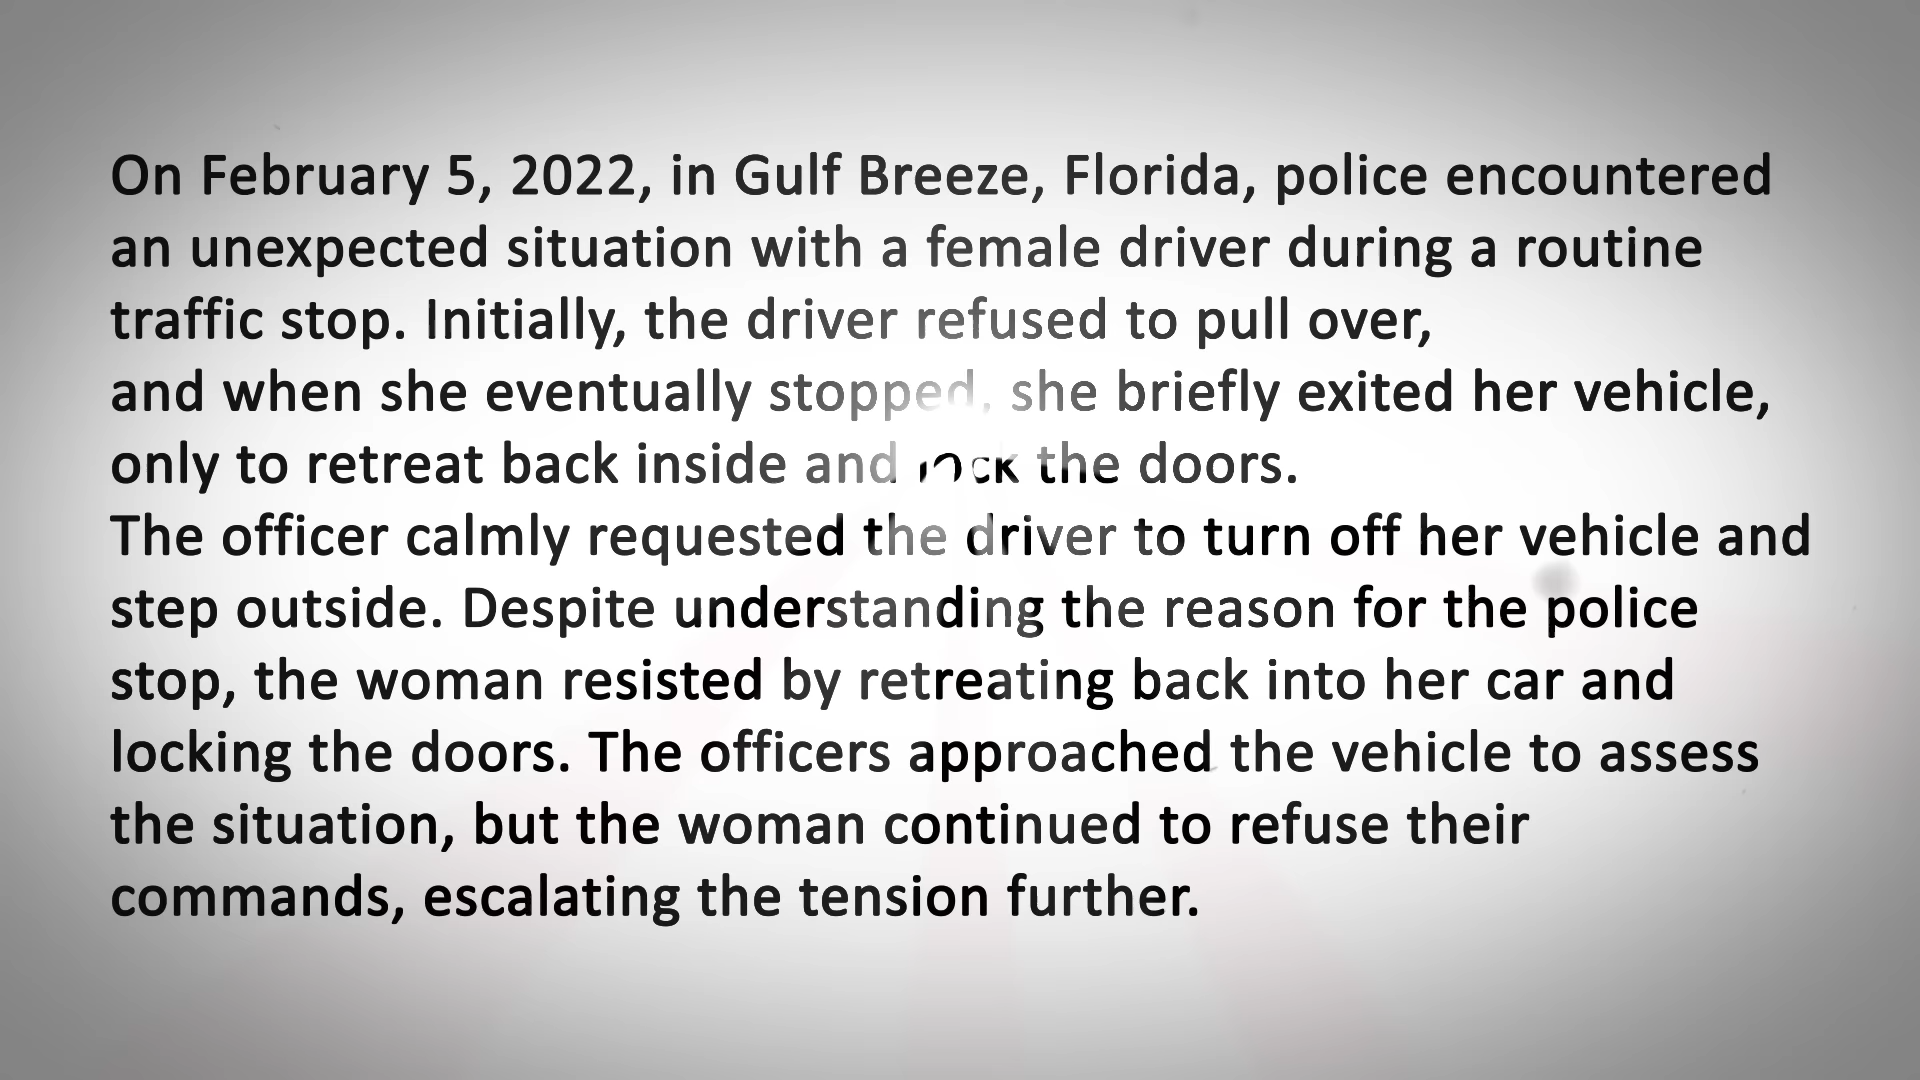 On February 5, 2022, in Gulf Breeze, Florida, police encountered
an unexpected situation with a female driver during a routine
traffic stop. Initially, the driver refused to pull over,
and when she eventually stopped, she briefly exited her vehicle,
only to retreat back inside and lock the doors.
The officer calmly requested the driver to turn off her vehicle and
step outside. Despite understanding the reason for the police
stop, the woman resisted by retreating back into her car and
locking the doors. The officers approached the vehicle to assess
the situation, but the woman continued to refuse their
commands, escalating the tension further.